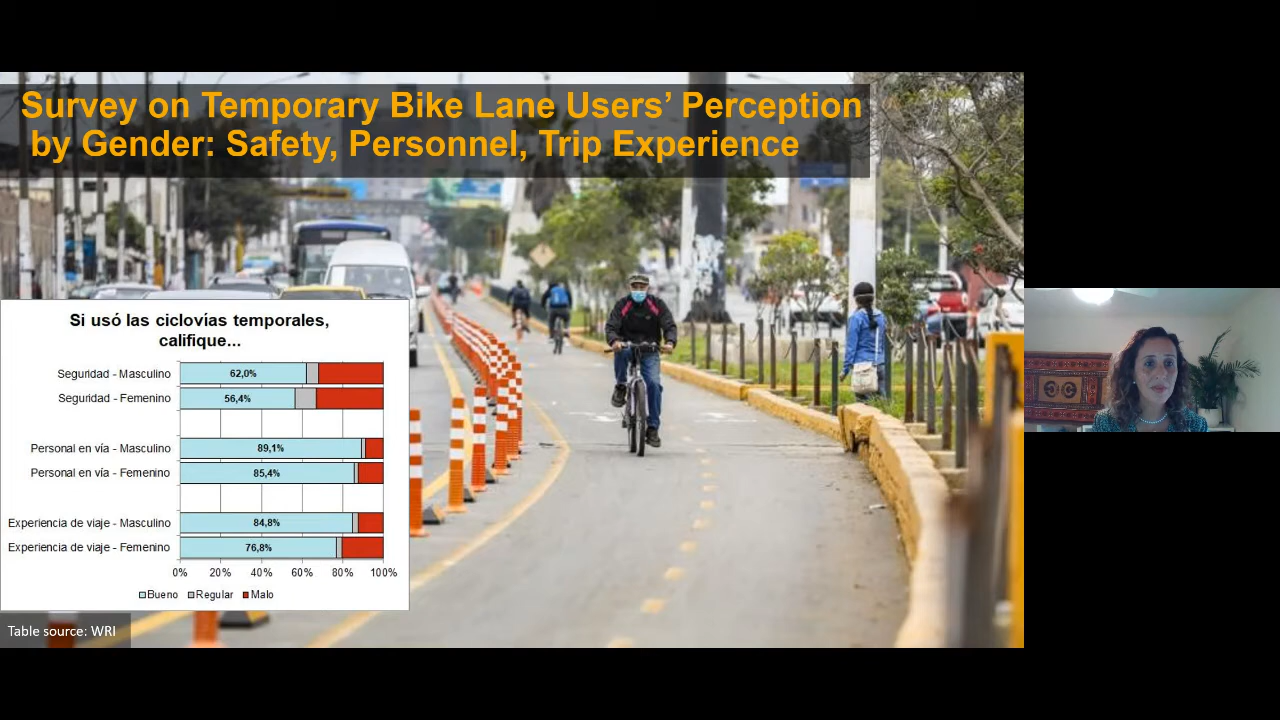 Survey on Temporary Bike Lane Users’ Perception
by Gender: Safety, Personnel, Trip Experience
Si usó las ciclovías temporales,
califique...
Seguridad - Masculino 62,0%
Seguridad - Femenino 56,4%
Personal en vía - Masculino 89,1%
Personal en vía - Femenino 85,4%
Experiencia de viaje - Masculino 84,8%
Experiencia de viaje - Femenino 76,8%
0% 20% 40% 60% 80% 100%
Bueno Regular Malo
Table source: WRI